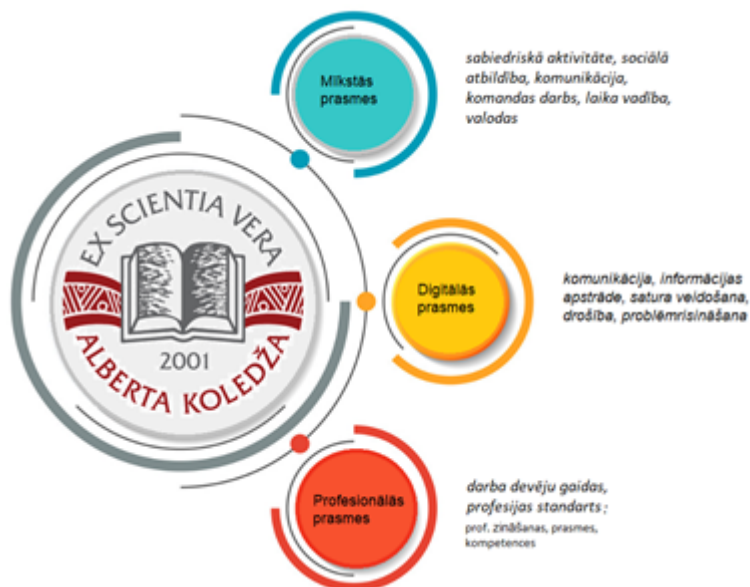 Mīkstās
prasmes
sabiedriskā aktivitāte, sociālā
atbildība, komunikācija,
komandas darbs, laika vadība,
valodas
EX SCIENTIA VERA
2001
ALBERTA KOLEDŽA
Digitālās
prasmes
komunikācija, informācijas
apstrāde, satura veidošana,
drošība, problēmrisināšana
Profesionālās
prasmes
darba devēju gaidas,
profesijas standarts;
prof. zināšanas, prasmes,
kompetences